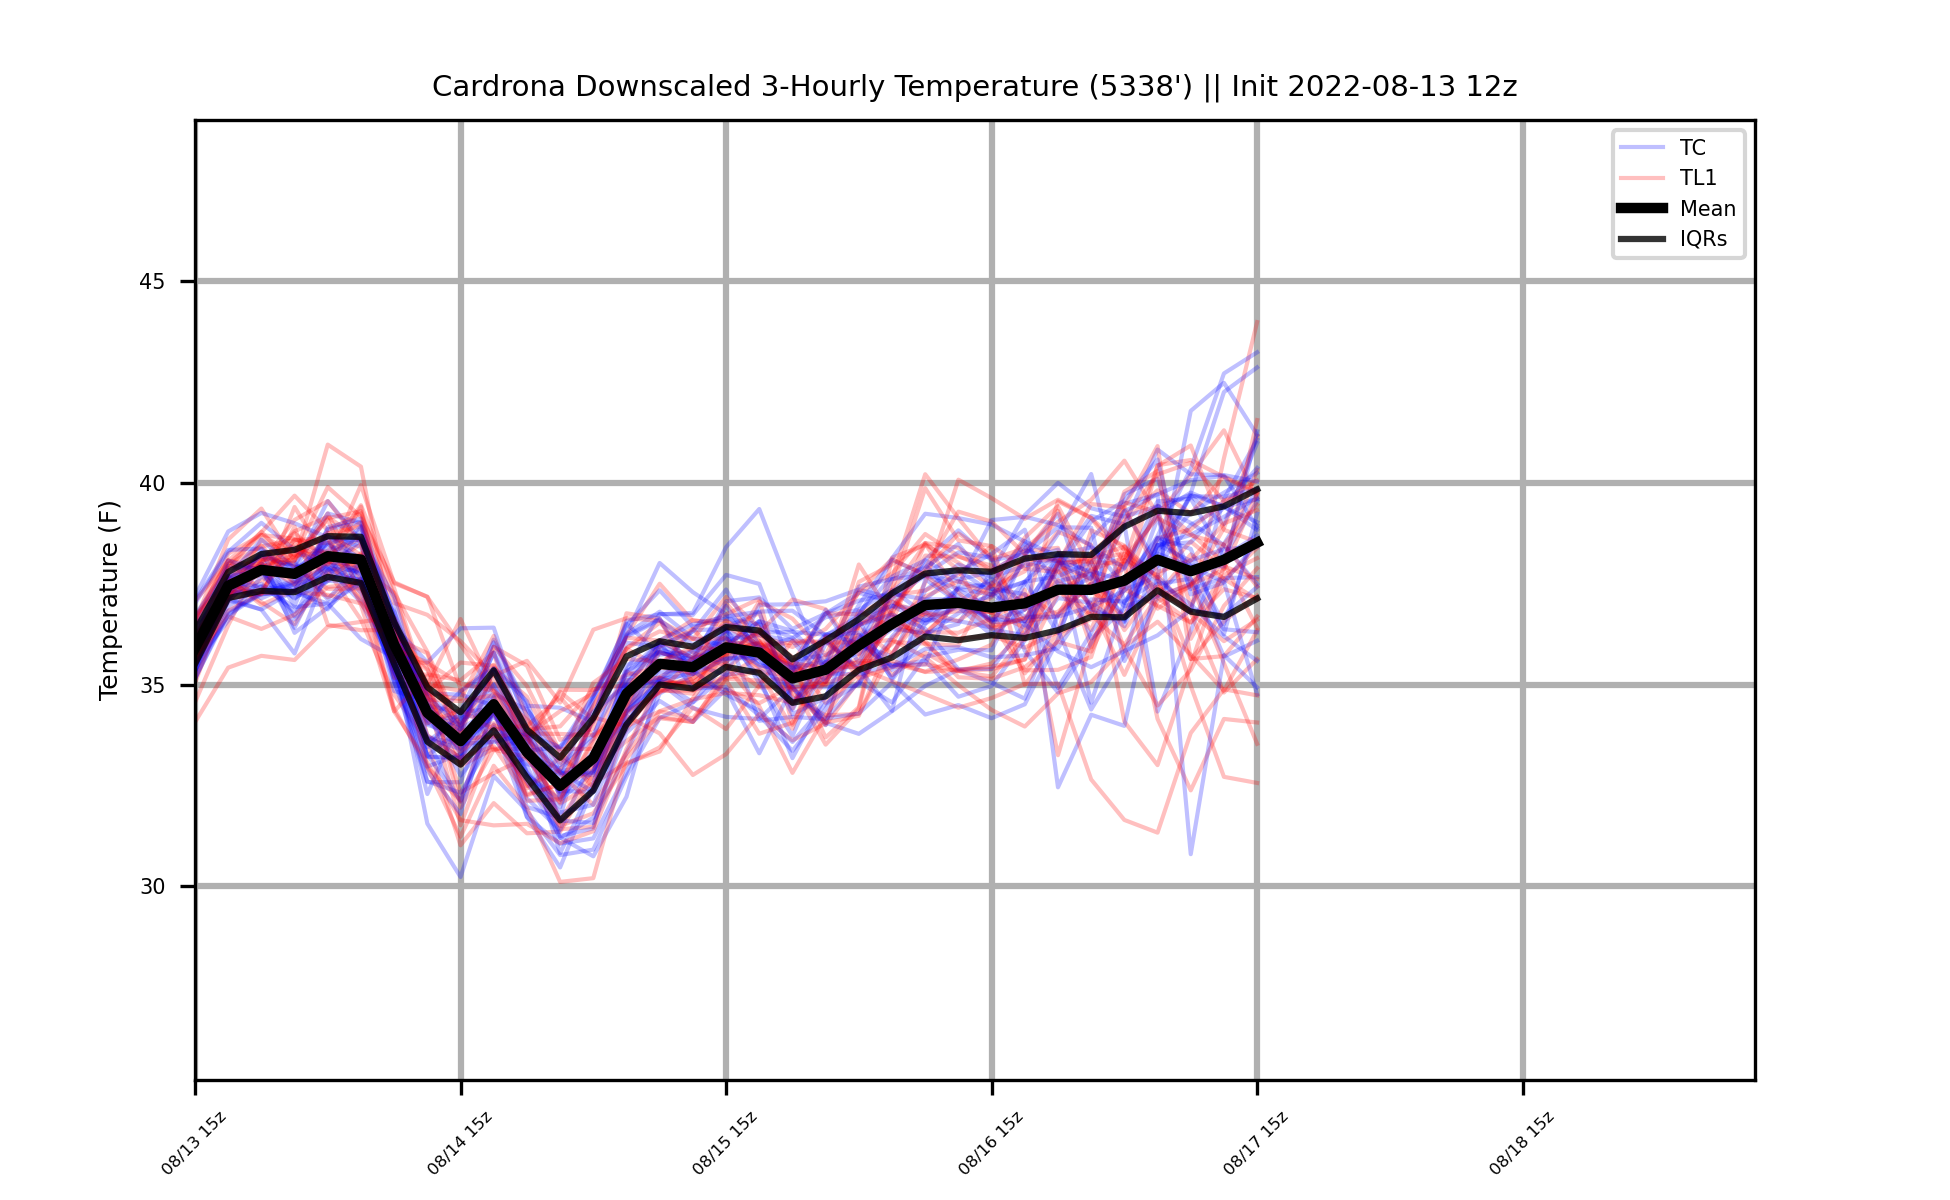 Cardrona Downscaled 3-Hourly Temperature (5338') || Init 2022-08-13 12z
TC
TL1
Mean
IQRs
Temperature (F)
45
40
35
30
08/13 15z
08/14 15z
08/15 15z
08/16 15z
08/17 15z
08/18 15z